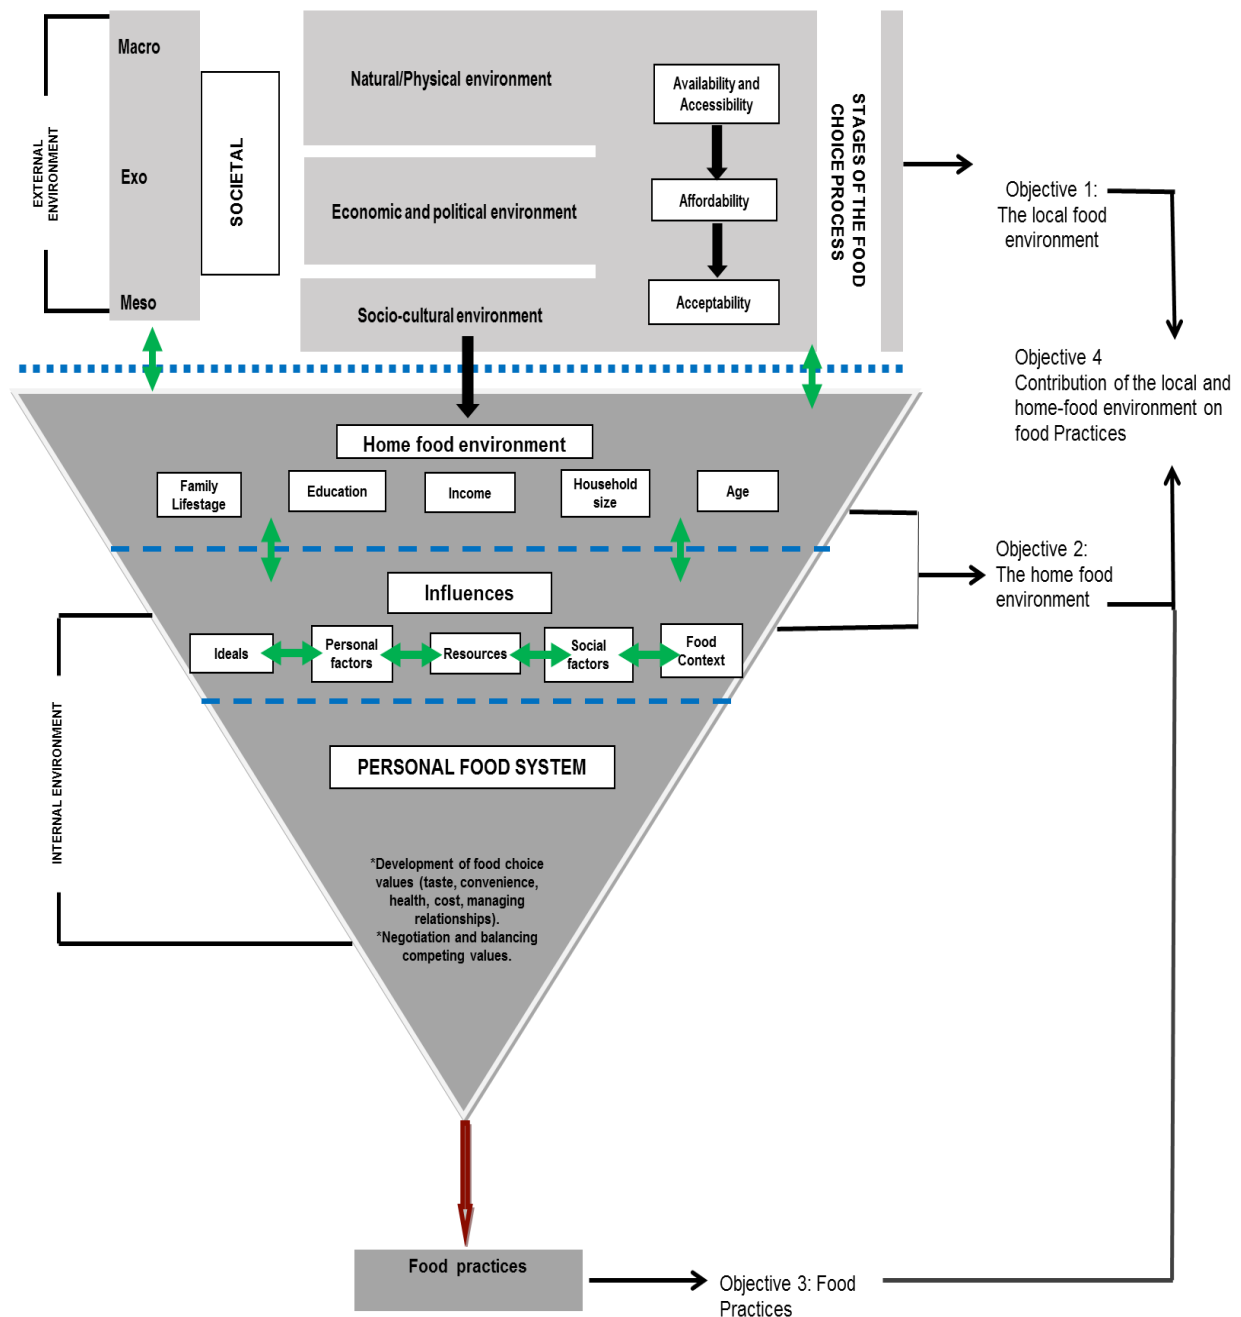 Macro
Exo
Meso
EXTERNAL
ENVIRONMENT
SOCIETAL
Natural/Physical environment
Economic and political environment
Socio-cultural environment
Availability and
Accessibility
Affordability
Acceptability
STAGES OF THE FOOD
CHOICE PROCESS
Objective 1:
The local food
environment
Objective 4
Contribution of the local and
home-food environment on
food Practices
Home food environment
Family
Lifestage
Education
Income
Household
size
Age
Objective 2:
The home food
environment
Influences
Ideals
Personal
factors
Resources
Social
factors
Food
Context
INTERNAL ENVIRONMENT
PERSONAL FOOD SYSTEM
*Development of food choice
values (taste, convenience,
health, cost, managing
relationships).
*Negotiation and balancing
competing values.
Food practices
Objective 3: Food
Practices